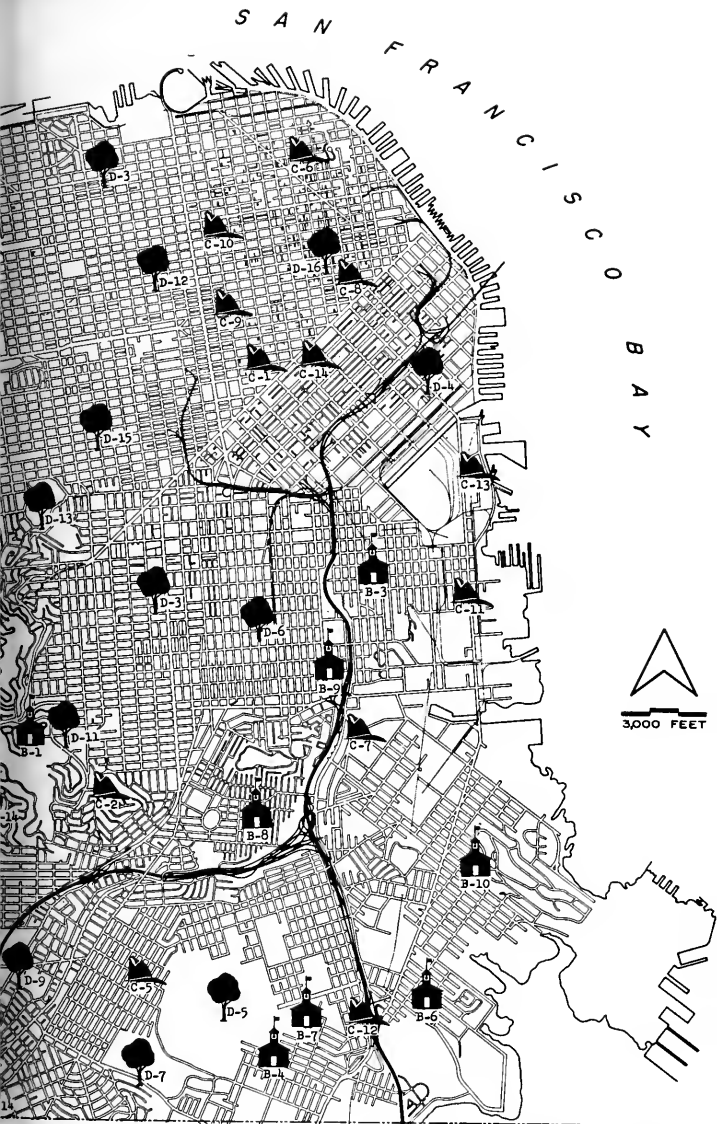 SAN FRANCISCO BAY
D-3
C-6
C-10
D-16
D-12
C-8
C-9
C-1
C-14
D-4
D-15
C-13
D-13
B-3
D-3
C-11
D-6
B-9
D-11
B-1
C-7
3,000 FEET
C-2
-14
B-8
B-10
D-9
C-5
D-5
B-6
B-7
C-12
B-4
D-7
14